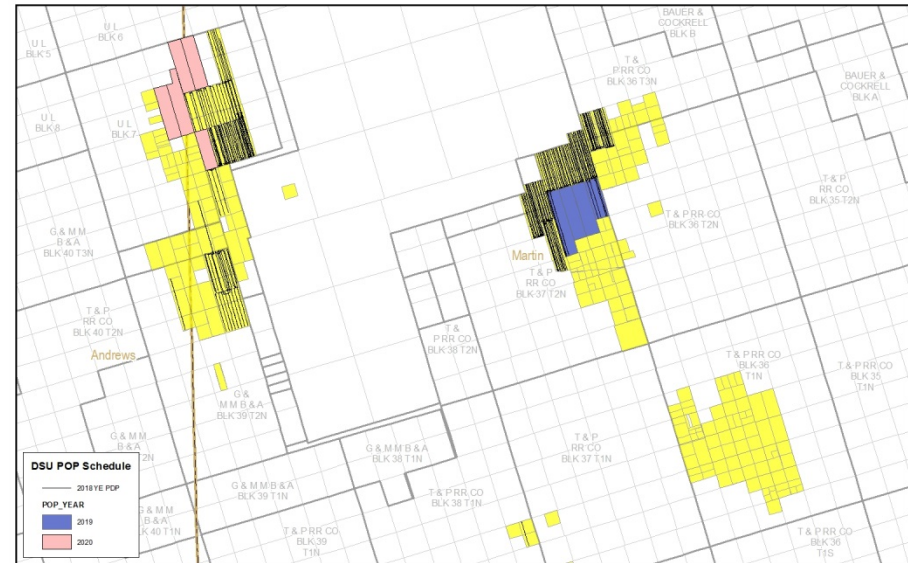 U L
BLK 5
U L
BLK 6
BAUER &
COCKRELL
BLK B
T &
P RR CO
BLK 36 T3N
BAUER &
COCKRELL
BLK A
U L
BLK 8
U L
BLK 7
T & P
RR CO
BLK 35 T2N
G & M M
B & A
BLK 40 T3N
T & P RR CO
BLK 36 T2N
Martin
T & P
RR CO
BLK 37 T2N
T & P
RR CO
BLK 40 T2N
T &
P RR CO
BLK 38 T2N
Andrews
T & P RR CO
BLK 36
T1N
T & P RR CO
BLK 35
T1N
G &
M M B & A
BLK 39 T2N
G & M M
B & A
T2N
G & M M B & A
BLK 38 T1N
T & P
RR CO
BLK 37 T1N
DSU POP Schedule
2018YE PDP
POP_YEAR
2019
2020
G & M M B & A
BLK 39 T1N
T & P RR CO
BLK 38 T1N
G & M M
B & A
BLK 40 T1N
T & P RR CO
BLK 39
T1N
T & P RR CO
BLK 36
T1S